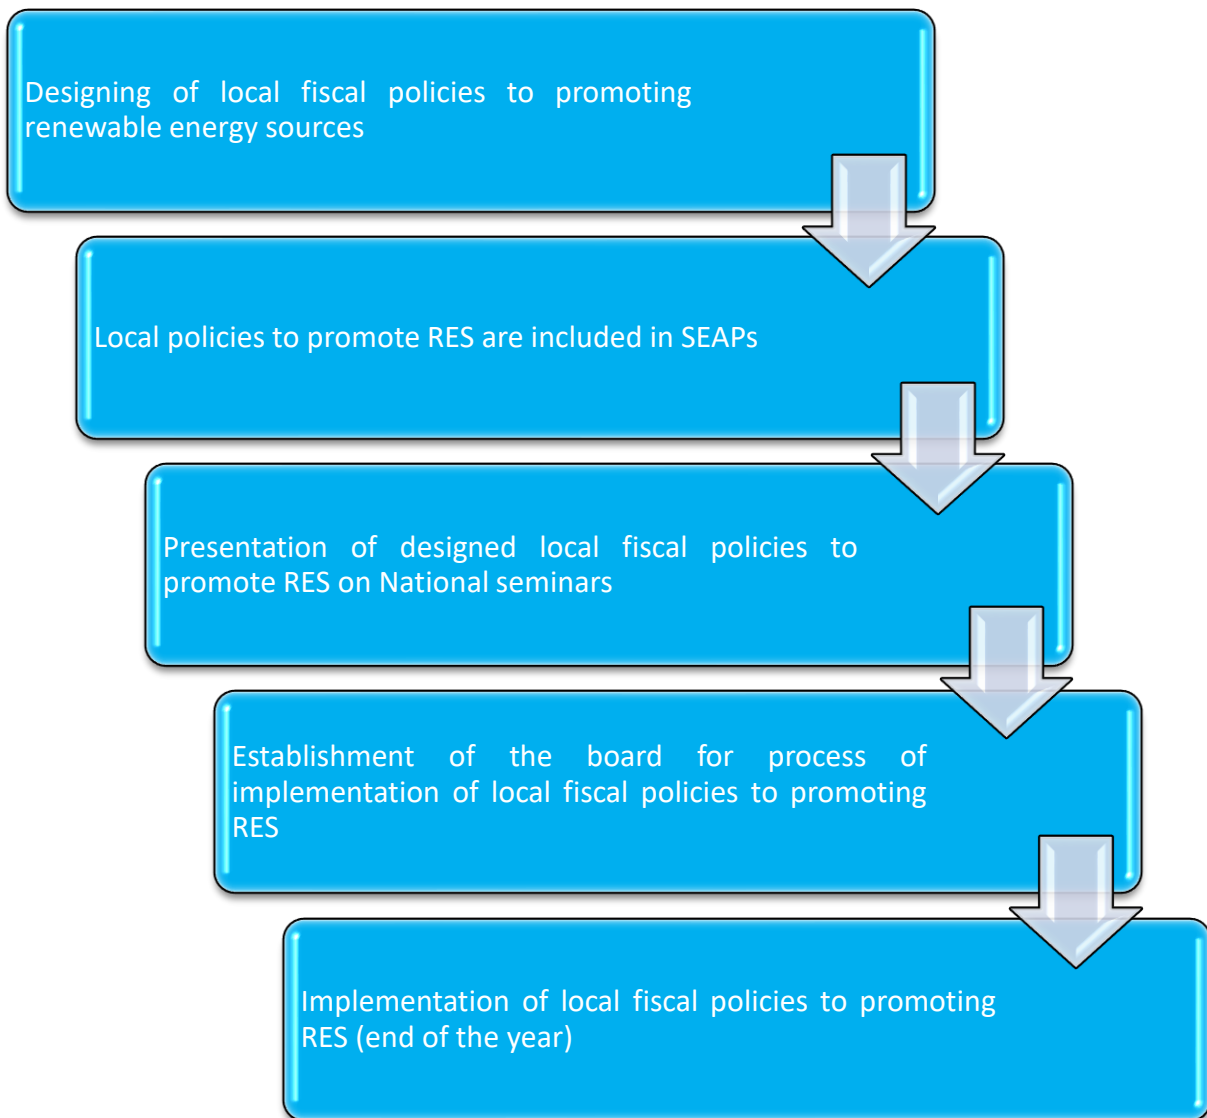 Designing of local fiscal policies to promoting
renewable energy sources
Local policies to promote RES are included in SEAPs
Presentation of designed local fiscal policies to
promote RES on National seminars
Establishment of the board for process of
implementation of local fiscal policies to promoting
RES
Implementation of local fiscal policies to promoting
RES (end of the year)